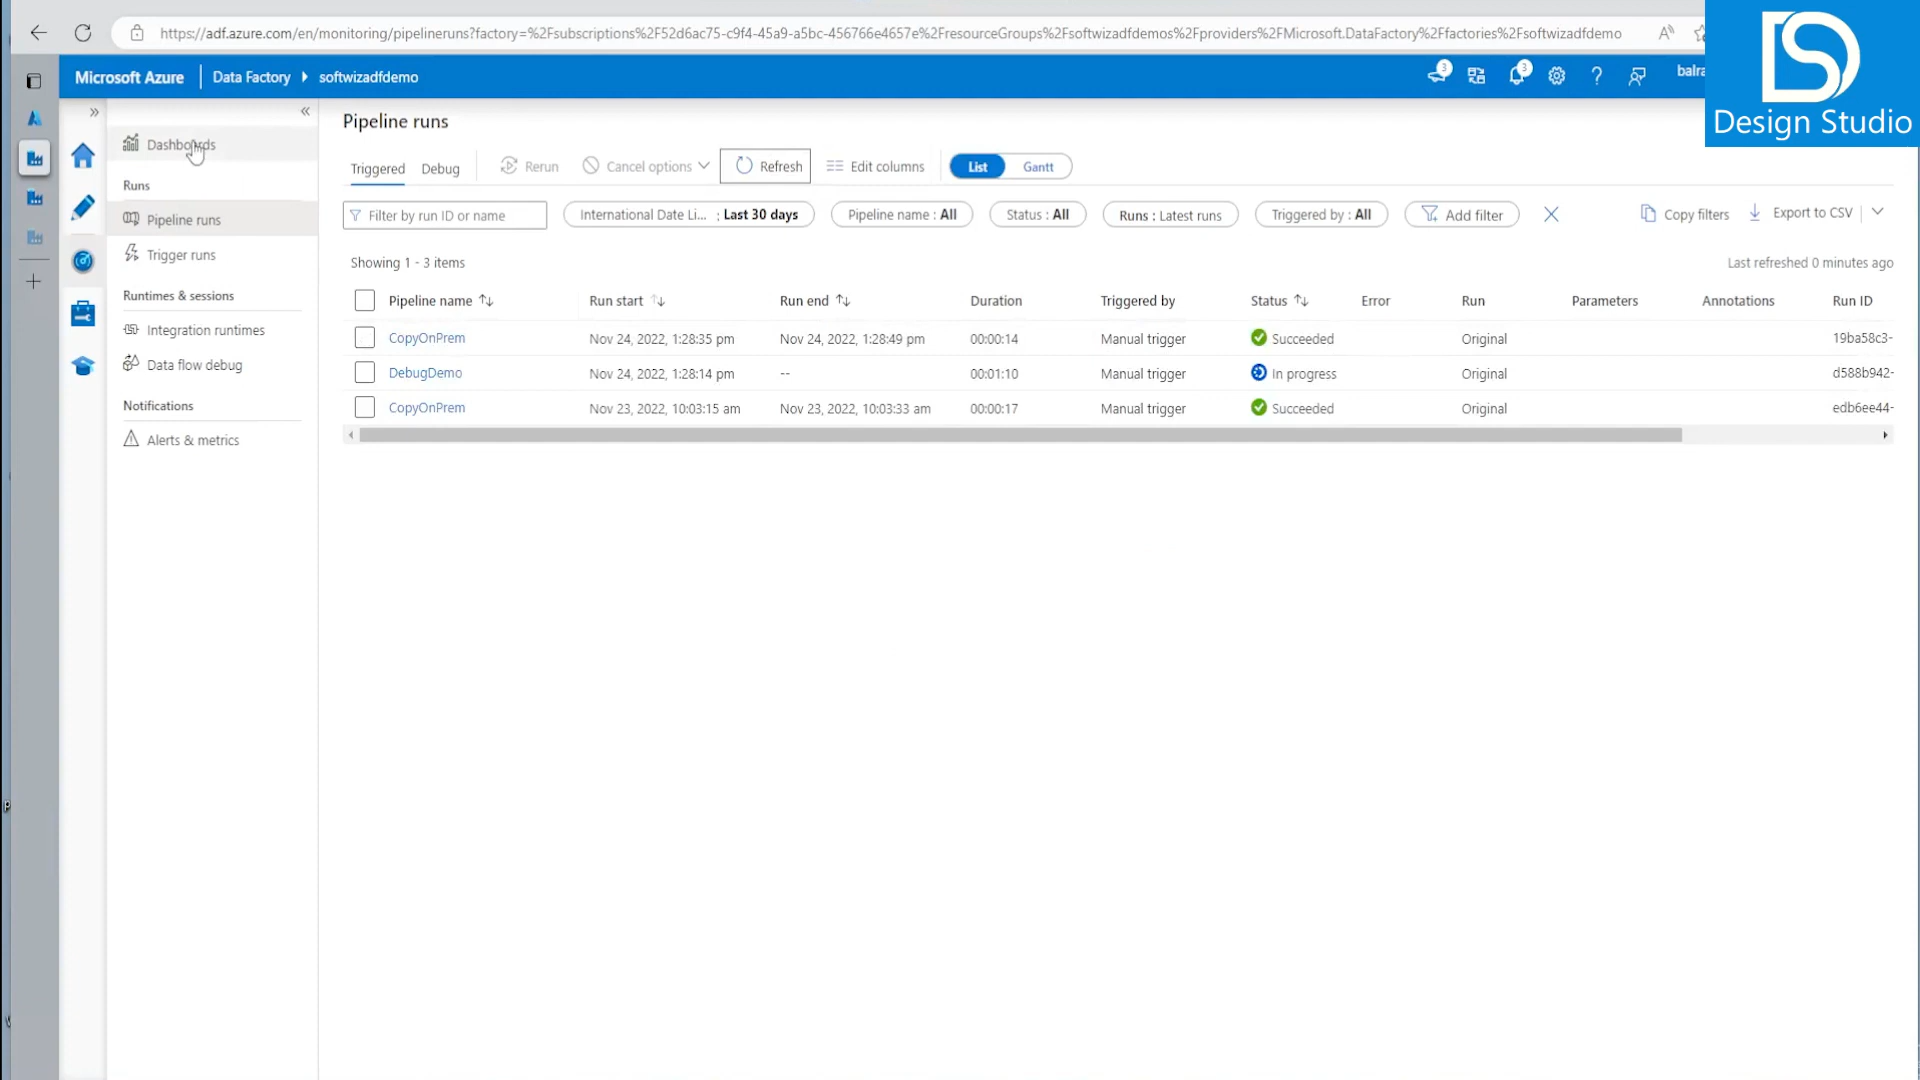 https://adf.azure.com/en/monitoring/pipelineruns?factory=%2Fsubscriptions%2F52d6ac75-c9f4-45a9-a5bc-456766e4657e%2FresourceGroups%2Fsoftwizadfdemos%2Fproviders%2FMicrosoft.DataFactory%2Ffactories%2Fsoftwizadfdemo
Design Studio
Microsoft Azure Data Factory softwizadfdemo 3 3 ? balra
Pipeline runs
Dashboards
Runs
Pipeline runs
Trigger runs
Runtimes & sessions
Integration runtimes
Data flow debug
Notifications
Alerts & metrics
Triggered Debug Rerun Cancel options Refresh Edit columns List Gantt
Filter by run ID or name International Date Li... : Last 30 days Pipeline name : All Status : All Runs : Latest runs Triggered by : All Add filter Copy filters Export to CSV
Showing 1 - 3 items Last refreshed 0 minutes ago
Pipeline name Run start Run end Duration Triggered by Status Error Run Parameters Annotations Run ID
CopyOnPrem Nov 24, 2022, 1:28:35 pm Nov 24, 2022, 1:28:49 pm 00:00:14 Manual trigger Succeeded Original 19ba58c3-
DebugDemo Nov 24, 2022, 1:28:14 pm -- 00:01:10 Manual trigger In progress Original d588b942-
CopyOnPrem Nov 23, 2022, 10:03:15 am Nov 23, 2022, 10:03:33 am 00:00:17 Manual trigger Succeeded Original edb6ee44-